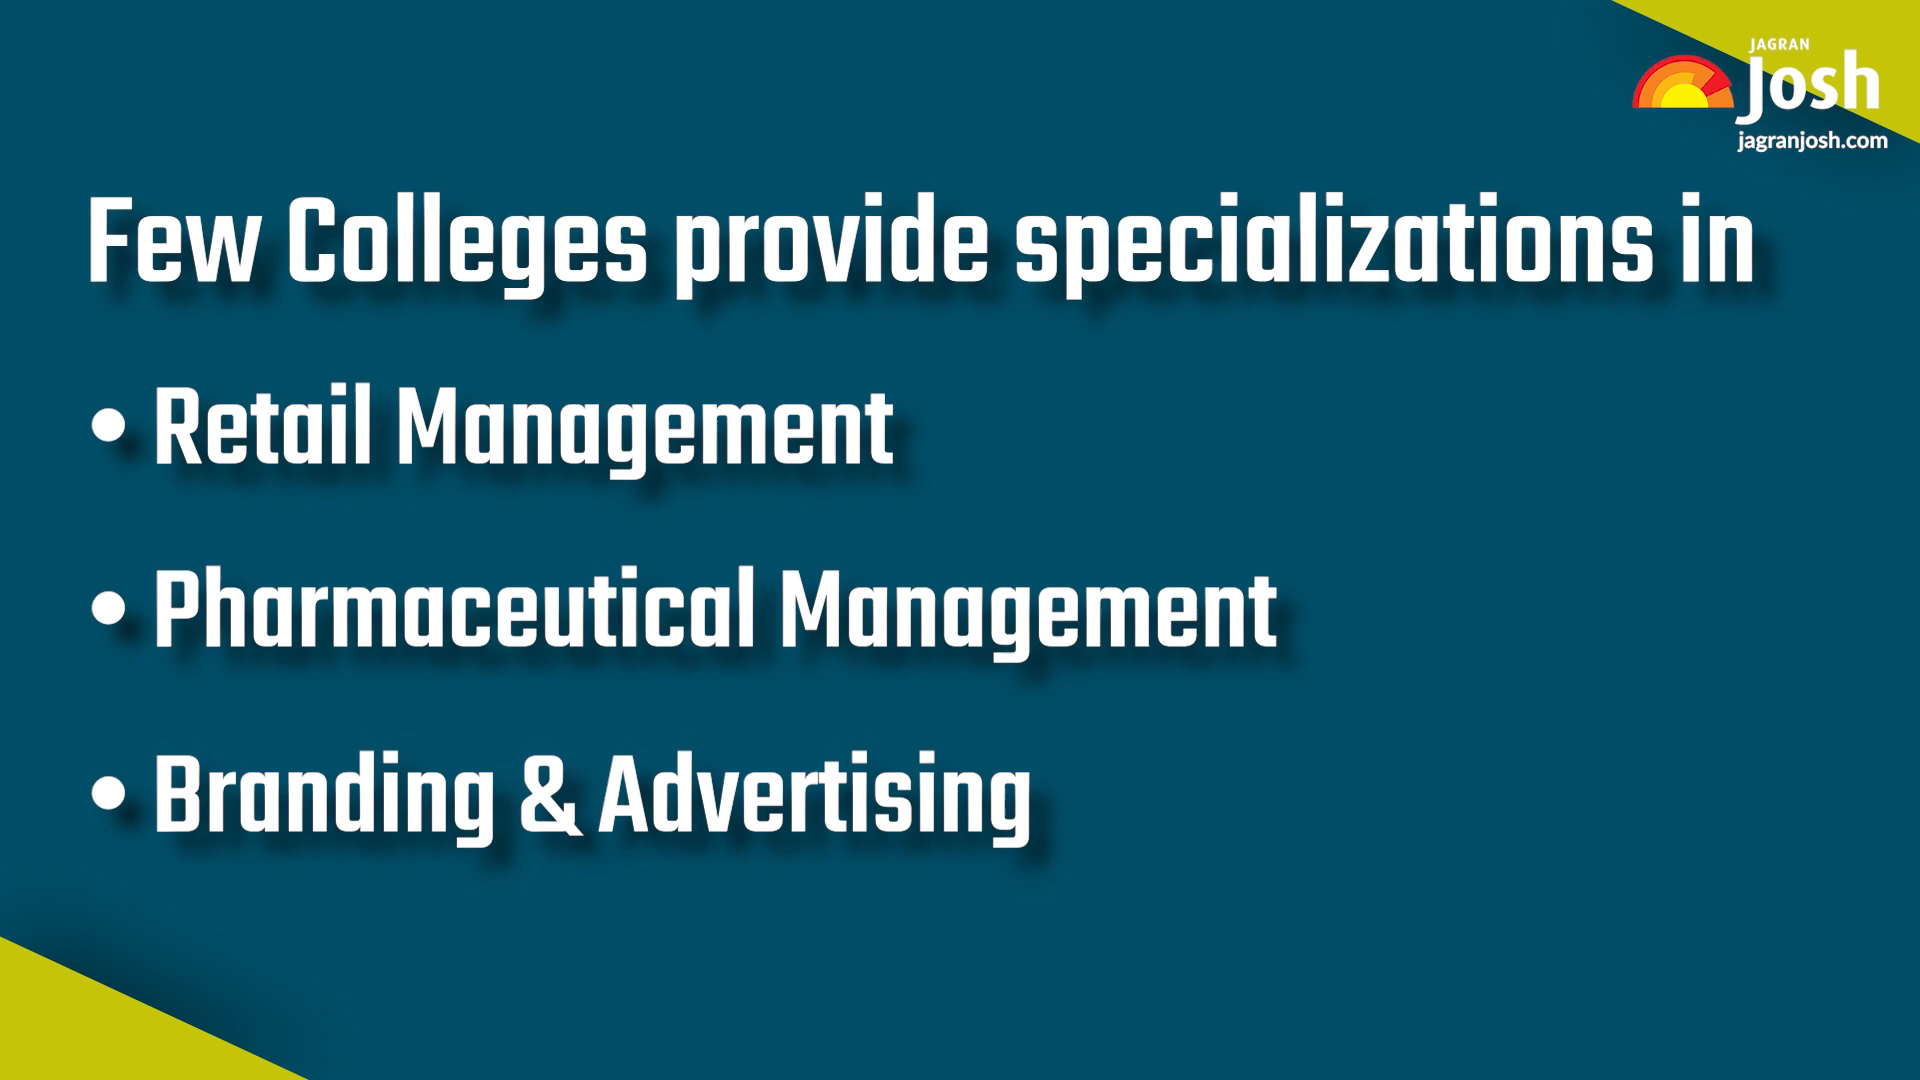 JAGRAN
Josh
jagranjosh.com
Few Colleges provide specializations in
• Retail Management
• Pharmaceutical Management
• Branding & Advertising